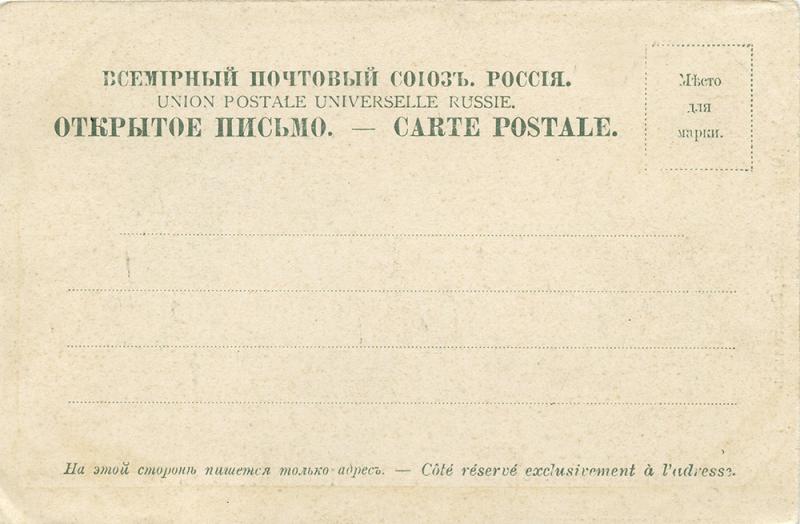 ВСЕМІРНЫЙ ПОЧТОВЫЙ СОЮЗЪ. РОССІЯ.
UNION POSTALE UNIVERSELLE RUSSIE.
ОТКРЫТОЕ ПИСЬМО. — CARTE POSTALE.
Мѣсто
для
марки.
На этой сторонѣ пишется только адресъ. — Côté réservé exclusivement à l'adresse.